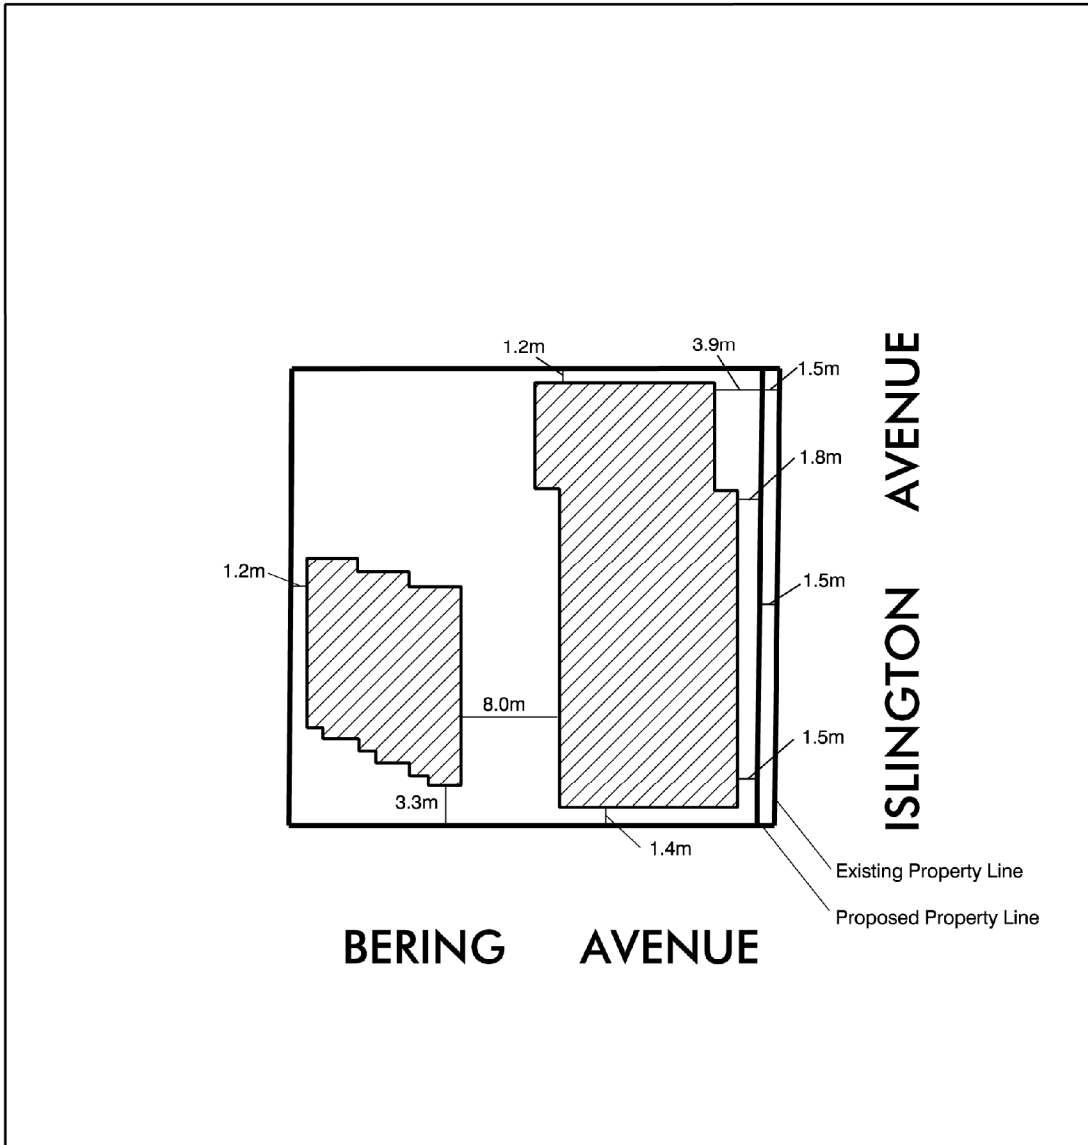 1.2m
3.9m
1.5m
1.8m
1.2m
1.5m
8.0m
1.5m
3.3m
1.4m
ISLINGTON AVENUE
Existing Property Line
Proposed Property Line
BERING AVENUE